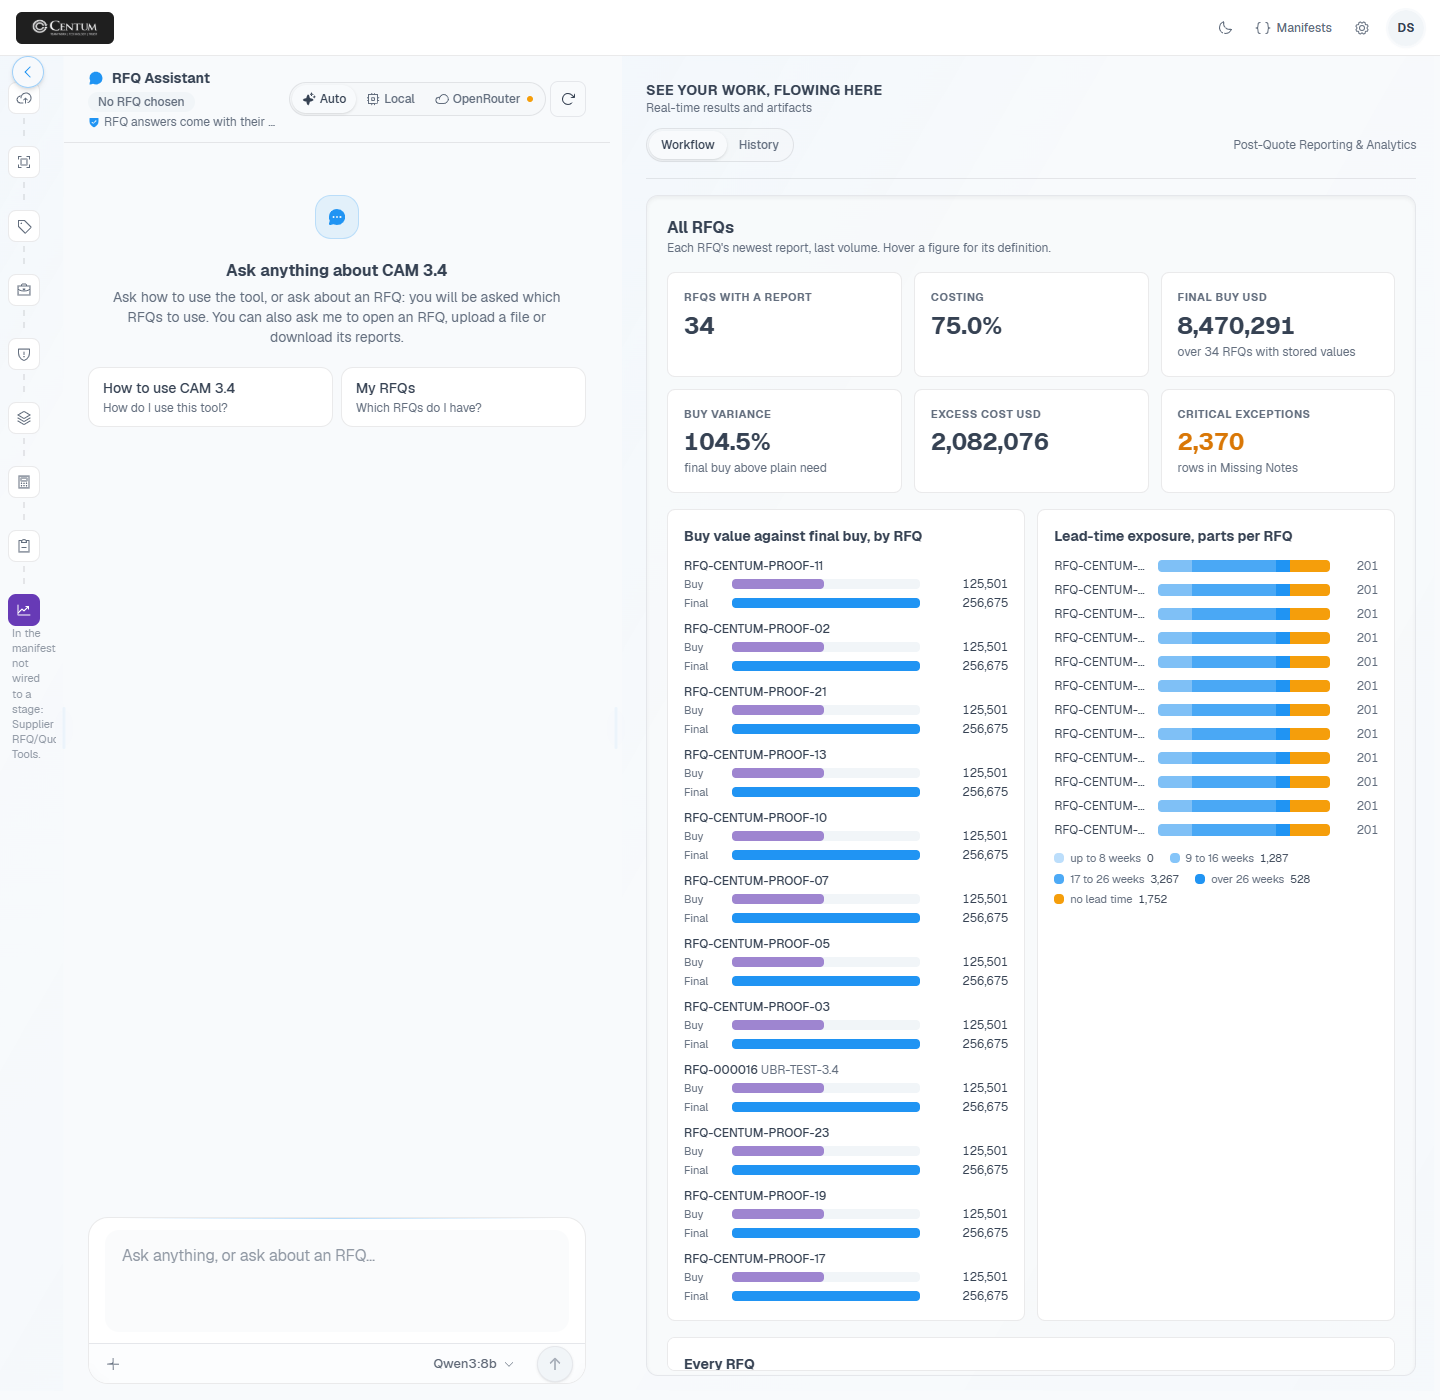 CENTUM
Manifests
DS
RFQ Assistant
No RFQ chosen
RFQ answers come with their ...
Auto
Local
OpenRouter
In the
manifest
not
wired
to a
stage:
Supplier
RFQ/Quo
Tools.
Ask anything about CAM 3.4
Ask how to use the tool, or ask about an RFQ: you will be asked which
RFQs to use. You can also ask me to open an RFQ, upload a file or
download its reports.
How to use CAM 3.4
How do I use this tool?
My RFQs
Which RFQs do I have?
Ask anything, or ask about an RFQ...
Qwen3:8b
SEE YOUR WORK, FLOWING HERE
Real-time results and artifacts
Workflow
History
Post-Quote Reporting & Analytics
All RFQs
Each RFQ's newest report, last volume. Hover a figure for its definition.
RFQS WITH A REPORT
34
COSTING
75.0%
FINAL BUY USD
8,470,291
over 34 RFQs with stored values
BUY VARIANCE
104.5%
final buy above plain need
EXCESS COST USD
2,082,076
CRITICAL EXCEPTIONS
2,370
rows in Missing Notes
Buy value against final buy, by RFQ
RFQ-CENTUM-PROOF-11
Buy 125,501
Final 256,675
RFQ-CENTUM-PROOF-02
Buy 125,501
Final 256,675
RFQ-CENTUM-PROOF-21
Buy 125,501
Final 256,675
RFQ-CENTUM-PROOF-13
Buy 125,501
Final 256,675
RFQ-CENTUM-PROOF-10
Buy 125,501
Final 256,675
RFQ-CENTUM-PROOF-07
Buy 125,501
Final 256,675
RFQ-CENTUM-PROOF-05
Buy 125,501
Final 256,675
RFQ-CENTUM-PROOF-03
Buy 125,501
Final 256,675
RFQ-000016 UBR-TEST-3.4
Buy 125,501
Final 256,675
RFQ-CENTUM-PROOF-23
Buy 125,501
Final 256,675
RFQ-CENTUM-PROOF-19
Buy 125,501
Final 256,675
RFQ-CENTUM-PROOF-17
Buy 125,501
Final 256,675
Lead-time exposure, parts per RFQ
RFQ-CENTUM-... 201
RFQ-CENTUM-... 201
RFQ-CENTUM-... 201
RFQ-CENTUM-... 201
RFQ-CENTUM-... 201
RFQ-CENTUM-... 201
RFQ-CENTUM-... 201
RFQ-CENTUM-... 201
RFQ-CENTUM-... 201
RFQ-CENTUM-... 201
RFQ-CENTUM-... 201
RFQ-CENTUM-... 201
up to 8 weeks 0 9 to 16 weeks 1,287
17 to 26 weeks 3,267 over 26 weeks 528
no lead time 1,752
Every RFQ